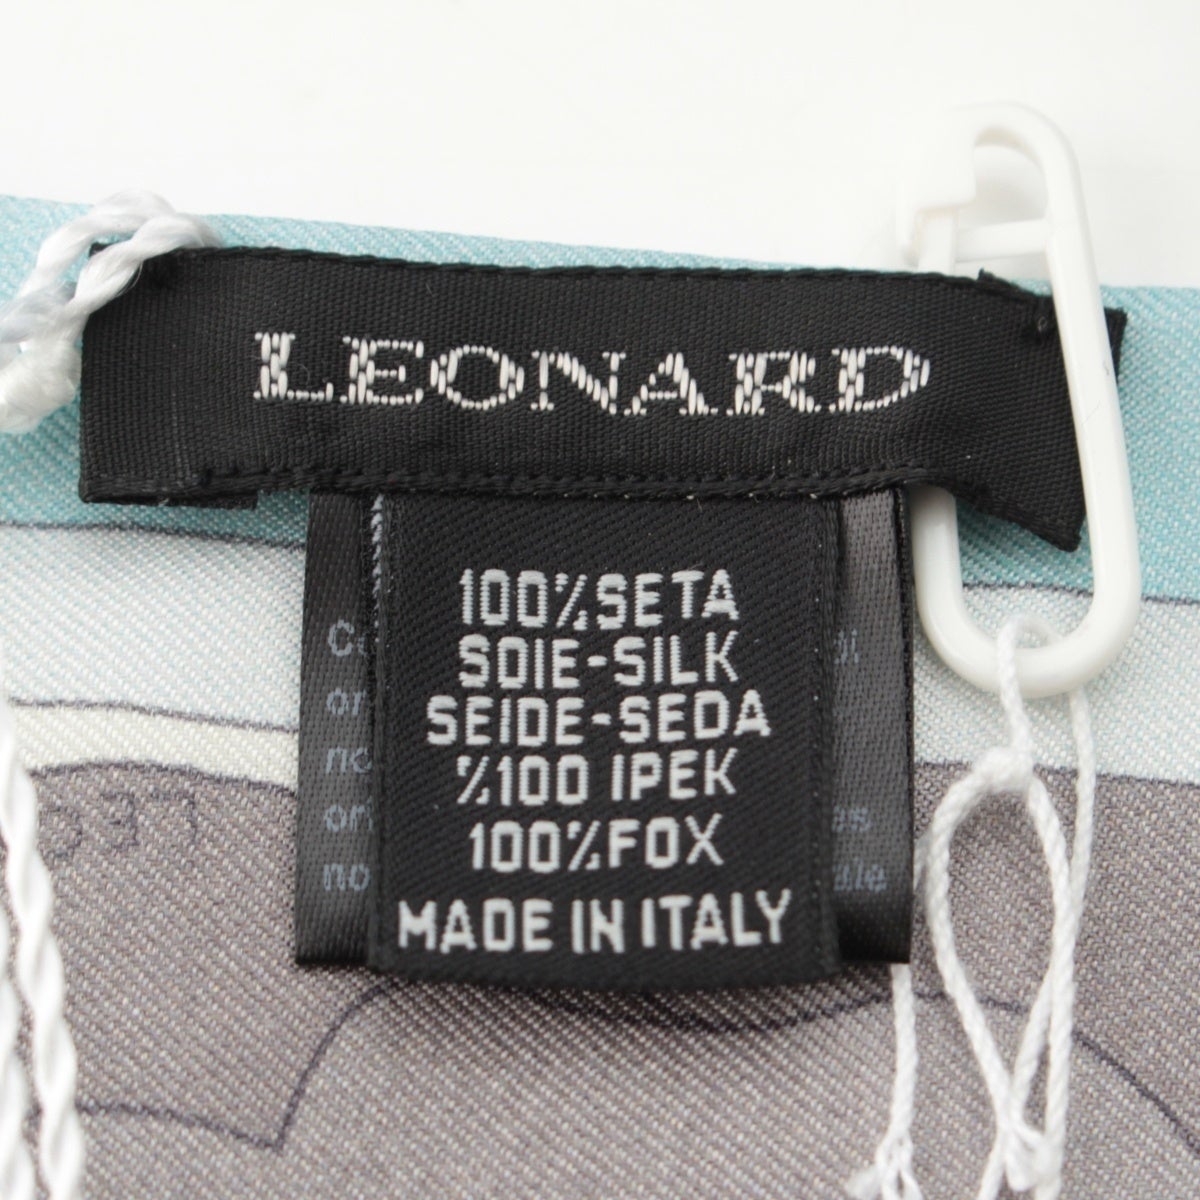 LEONARD
100%SETA
SOIE-SILK
SEIDE-SEDA
%100 IPEK
100%FOX
MADE IN ITALY